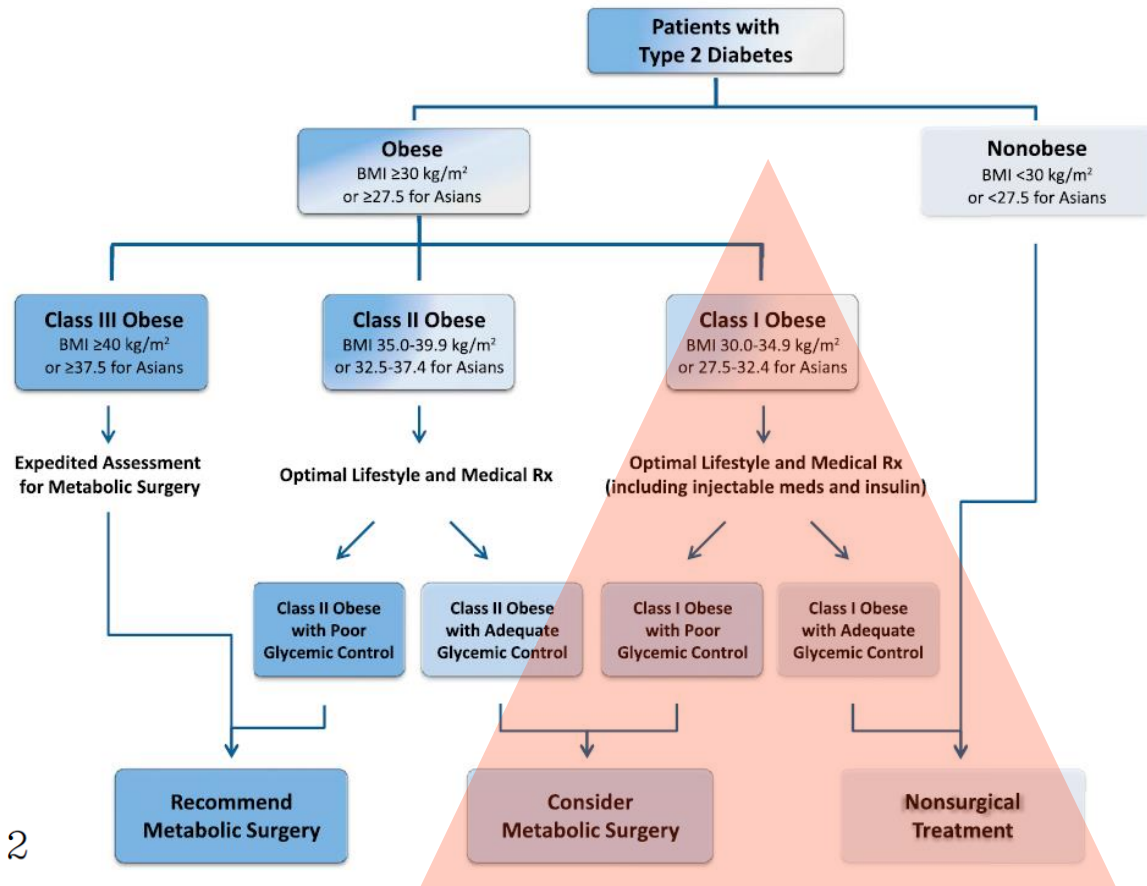 Patients with
Type 2 Diabetes
Obese
BMI ≥30 kg/m²
or ≥27.5 for Asians
Nonobese
BMI <30 kg/m²
or <27.5 for Asians
Class III Obese
BMI ≥40 kg/m²
or ≥37.5 for Asians
Class II Obese
BMI 35.0-39.9 kg/m²
or 32.5-37.4 for Asians
Class I Obese
BMI 30.0-34.9 kg/m²
or 27.5-32.4 for Asians
Expedited Assessment
for Metabolic Surgery
Optimal Lifestyle and Medical Rx
Optimal Lifestyle and Medical Rx
(including injectable meds and insulin)
Class II Obese
with Poor
Glycemic Control
Class II Obese
with Adequate
Glycemic Control
Class I Obese
with Poor
Glycemic Control
Class I Obese
with Adequate
Glycemic Control
Recommend
Metabolic Surgery
Consider
Metabolic Surgery
Nonsurgical
Treatment
2